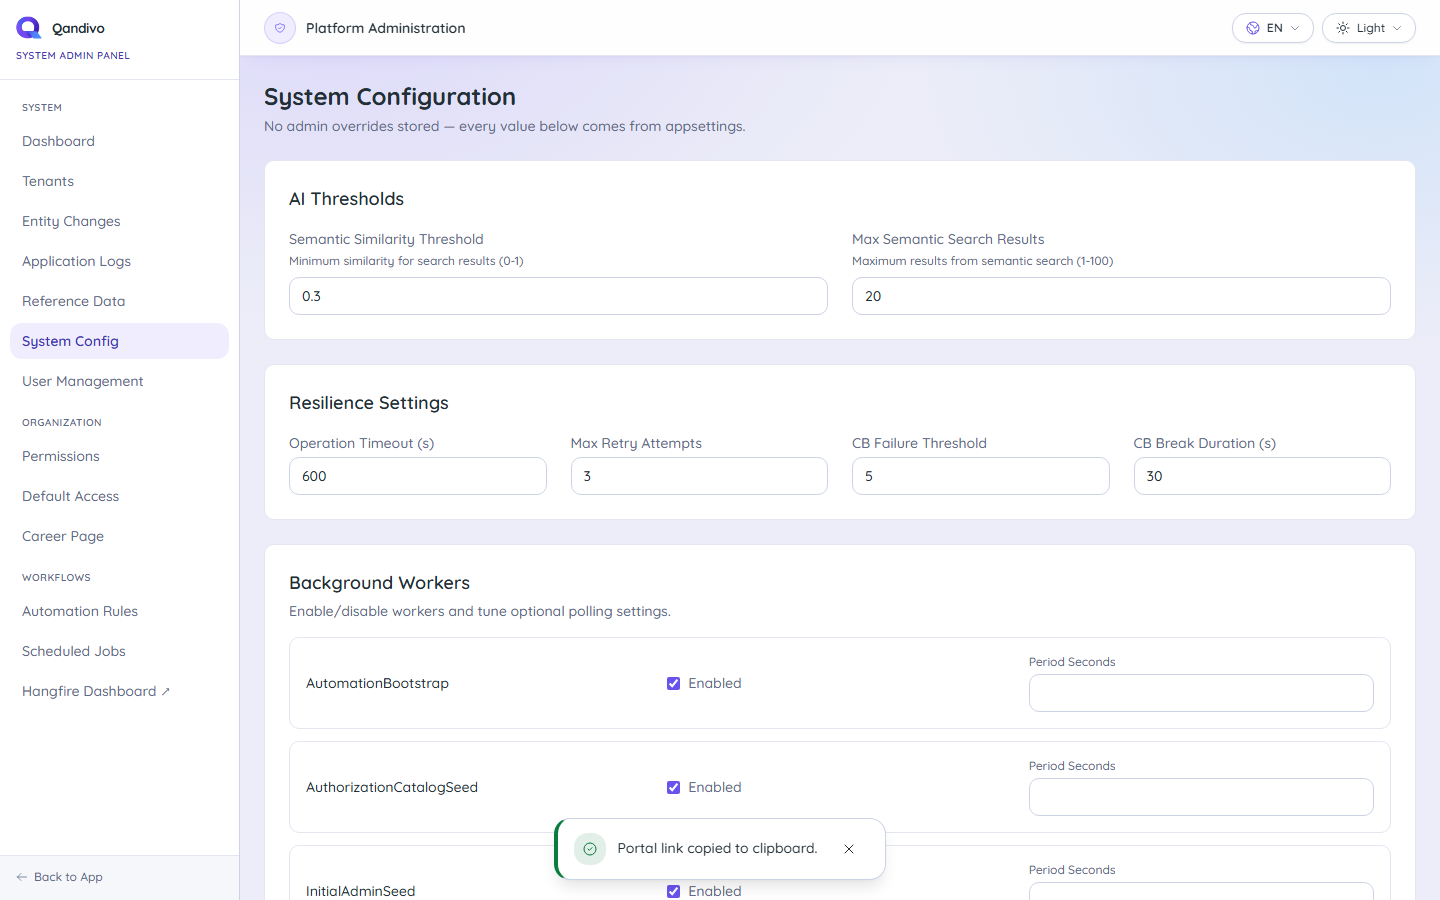 Qandivo
SYSTEM ADMIN PANEL
SYSTEM
Dashboard
Tenants
Entity Changes
Application Logs
Reference Data
System Config
User Management
ORGANIZATION
Permissions
Default Access
Career Page
WORKFLOWS
Automation Rules
Scheduled Jobs
Hangfire Dashboard ↗
← Back to App
Platform Administration
EN
Light
System Configuration
No admin overrides stored — every value below comes from appsettings.
AI Thresholds
Semantic Similarity Threshold
Minimum similarity for search results (0-1)
0.3
Max Semantic Search Results
Maximum results from semantic search (1-100)
20
Resilience Settings
Operation Timeout (s)
600
Max Retry Attempts
3
CB Failure Threshold
5
CB Break Duration (s)
30
Background Workers
Enable/disable workers and tune optional polling settings.
AutomationBootstrap
Enabled
Period Seconds
AuthorizationCatalogSeed
Enabled
Period Seconds
InitialAdminSeed
Enabled
Period Seconds
Portal link copied to clipboard.